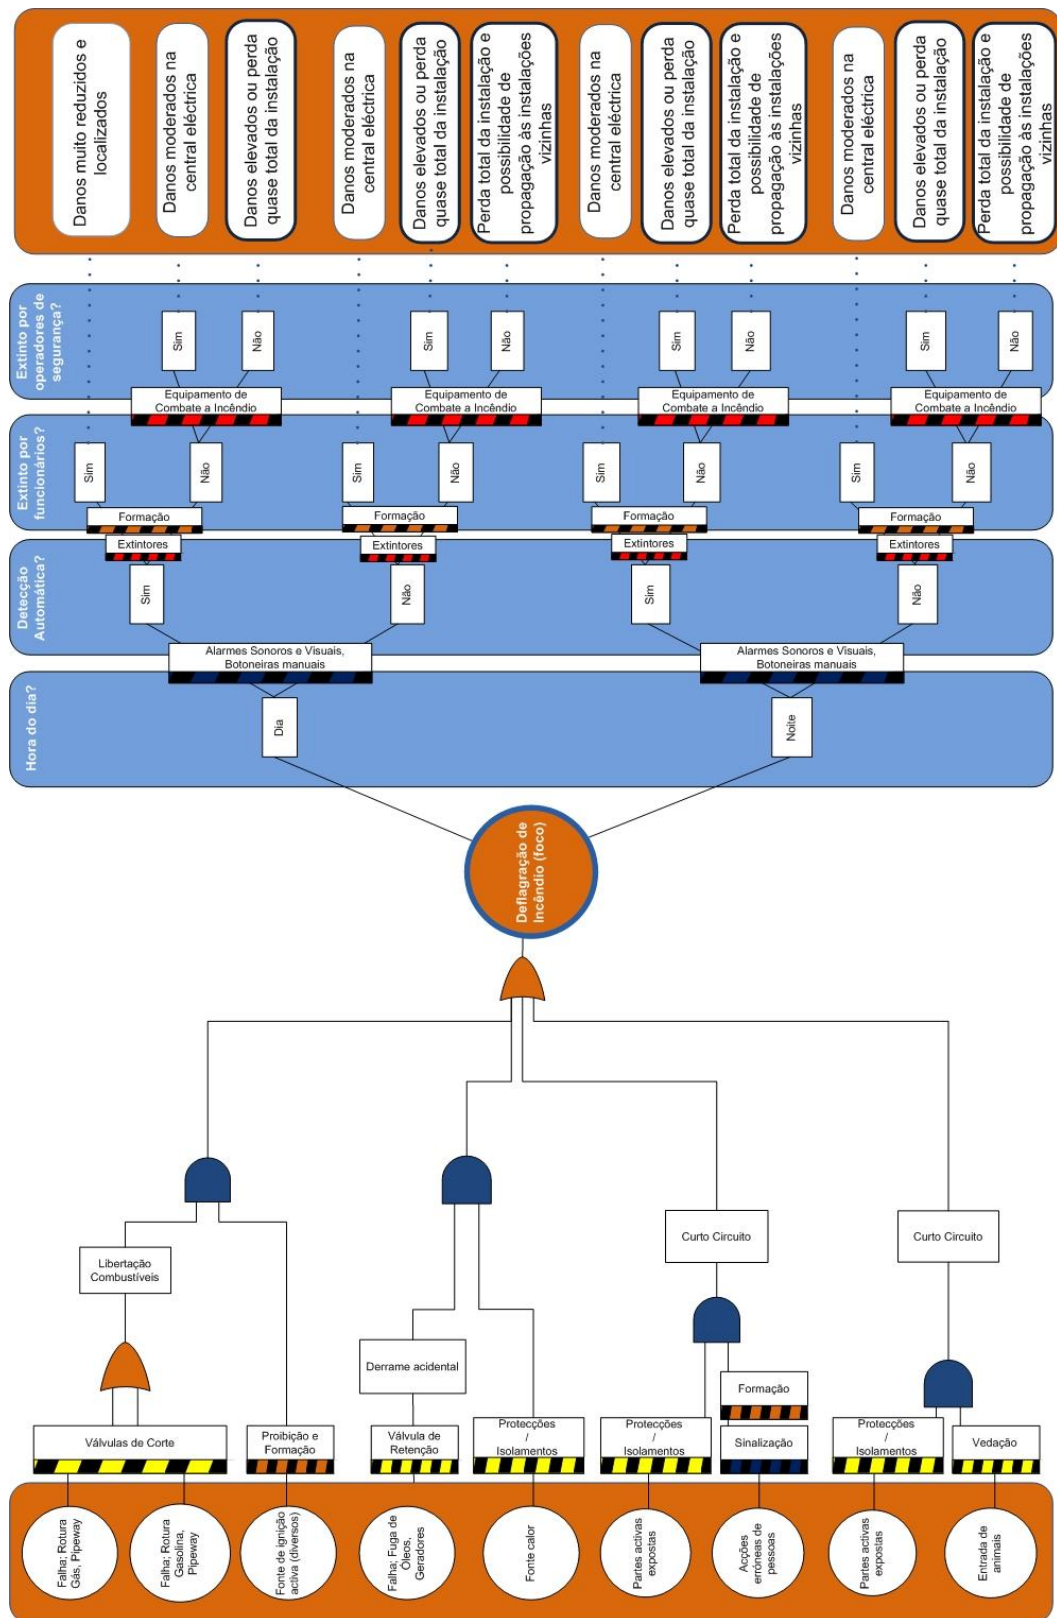 Danos muito reduzidos e
localizados
Danos moderados na
central eléctrica
Danos elevados ou perda
quase total da instalação
Danos moderados na
central eléctrica
Danos elevados ou perda
quase total da instalação
Perda total da instalação e
possibilidade de
propagação às instalações
vizinhas
Danos moderados na
central eléctrica
Danos elevados ou perda
quase total da instalação
Perda total da instalação e
possibilidade de
propagação às instalações
vizinhas
Danos moderados na
central eléctrica
Danos elevados ou perda
quase total da instalação
Perda total da instalação e
possibilidade de
propagação às instalações
vizinhas
Extinto por
operadores de
segurança?
Sim
Não
Sim
Não
Sim
Não
Sim
Não
Equipamento de
Combate a Incêndio
Equipamento de
Combate a Incêndio
Equipamento de
Combate a Incêndio
Equipamento de
Combate a Incêndio
Extinto por
funcionários?
Sim
Não
Sim
Não
Sim
Não
Sim
Não
Formação
Formação
Formação
Formação
Extintores
Extintores
Extintores
Extintores
Detecção
Automática?
Sim
Não
Sim
Não
Alarmes Sonoros e Visuais,
Botoneiras manuais
Alarmes Sonoros e Visuais,
Botoneiras manuais
Hora do dia?
Dia
Noite
Deflagração de
Incêndio (foco)
Libertação
Combustíveis
Curto Circuito
Curto Circuito
Derrame acidental
Formação
Válvulas de Corte
Proibição e
Formação
Válvula de
Retenção
Protecções
/
Isolamentos
Protecções
/
Isolamentos
Sinalização
Protecções
/
Isolamentos
Vedação
Falha; Rotura
Gás, Pipeway
Falha; Rotura
Gasolina,
Pipeway
Fonte de ignição
activa (diversos)
Falha; Fuga de
Óleos,
Geradores
Fonte calor
Partes activas
expostas
Acções
erróneas de
pessoas
Partes activas
expostas
Entrada de
animais